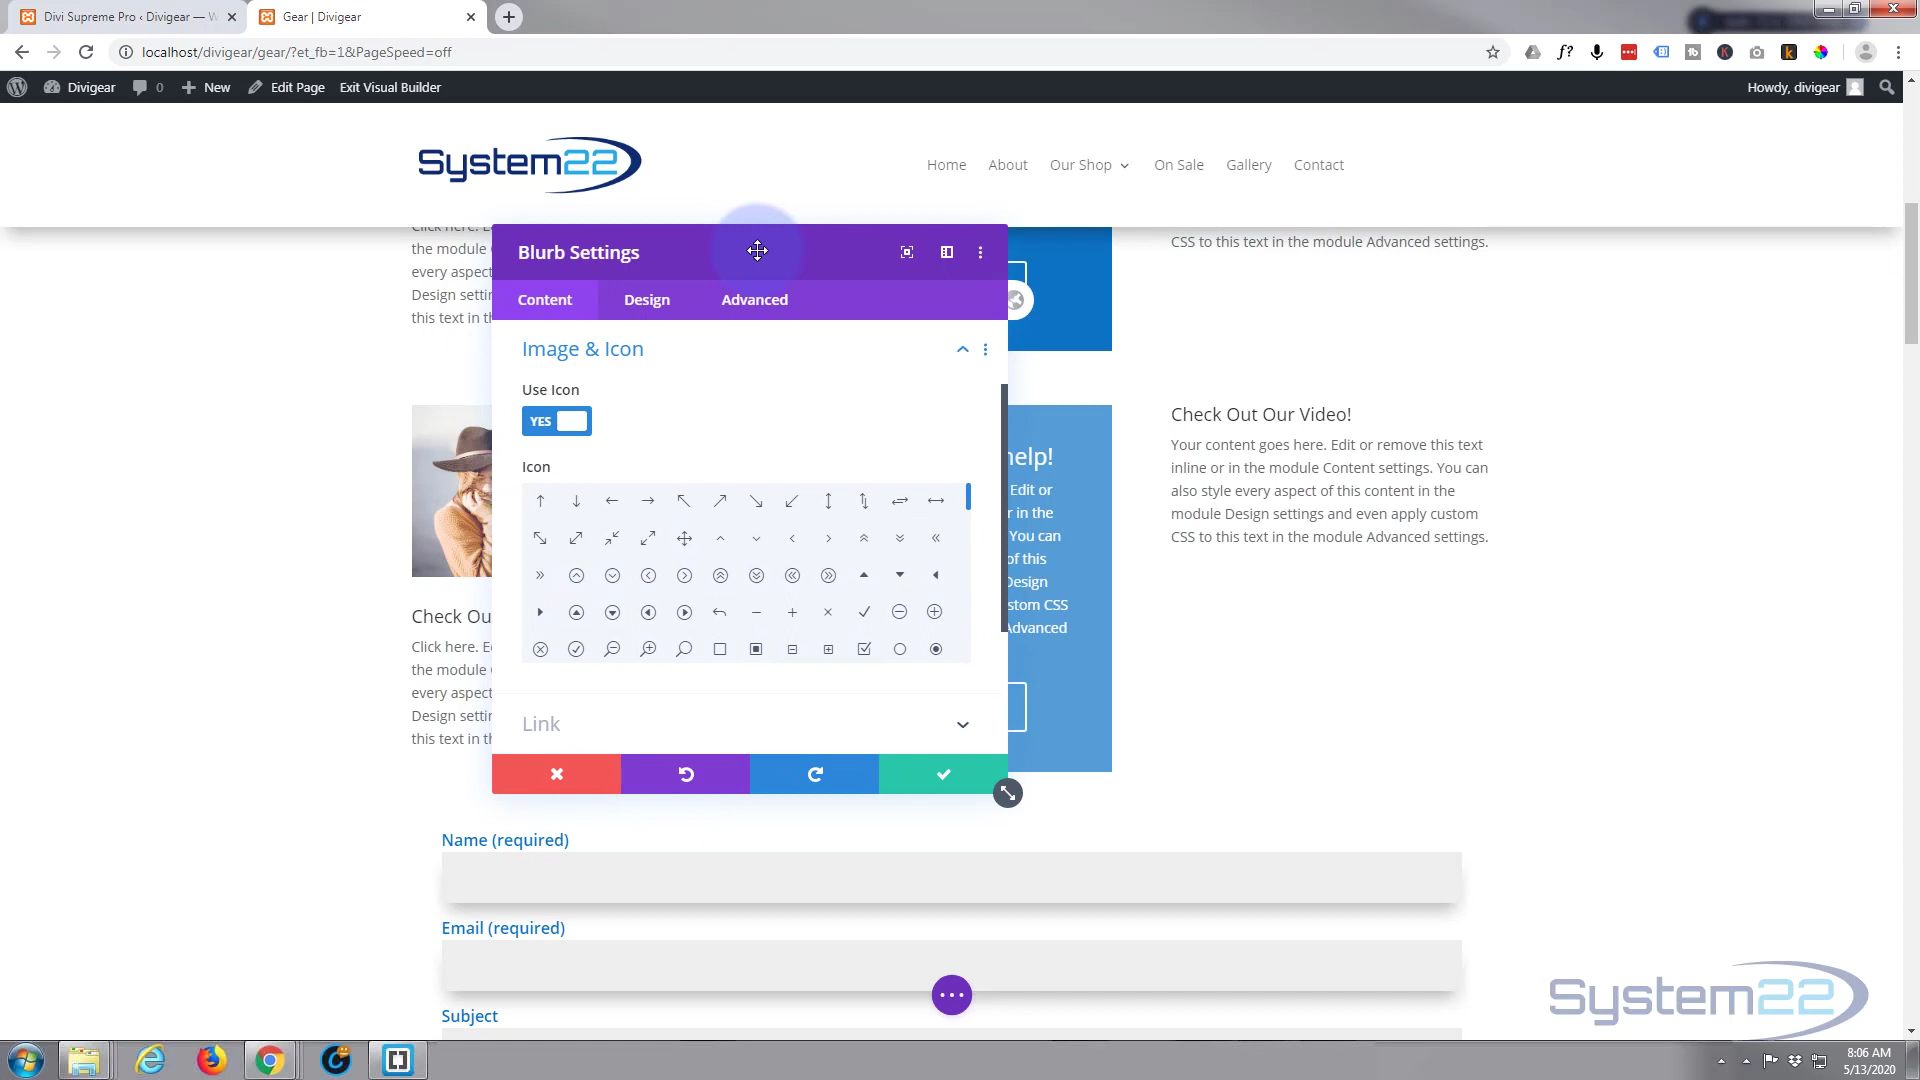 Divi Supreme Pro ‹ Divigear — W
Gear | Divigear
localhost/divigear/gear/?et_fb=1&PageSpeed=off
Divigear
0
New
Edit Page
Exit Visual Builder
Howdy, divigear
System22
Home
About
Our Shop
On Sale
Gallery
Contact
Click here. E
the module
every aspect
Design settin
this text in th
CSS to this text in the module Advanced settings.
Blurb Settings
Content
Design
Advanced
Image & Icon
Use Icon
YES
Icon
Link
Check Ou
Click here. E
the module
every aspect
Design settin
this text in th
help!
Edit or
r in the
You can
of this
Design
stom CSS
Advanced
Check Out Our Video!
Your content goes here. Edit or remove this text
inline or in the module Content settings. You can
also style every aspect of this content in the
module Design settings and even apply custom
CSS to this text in the module Advanced settings.
Name (required)
Email (required)
Subject
System22
8:06 AM
5/13/2020